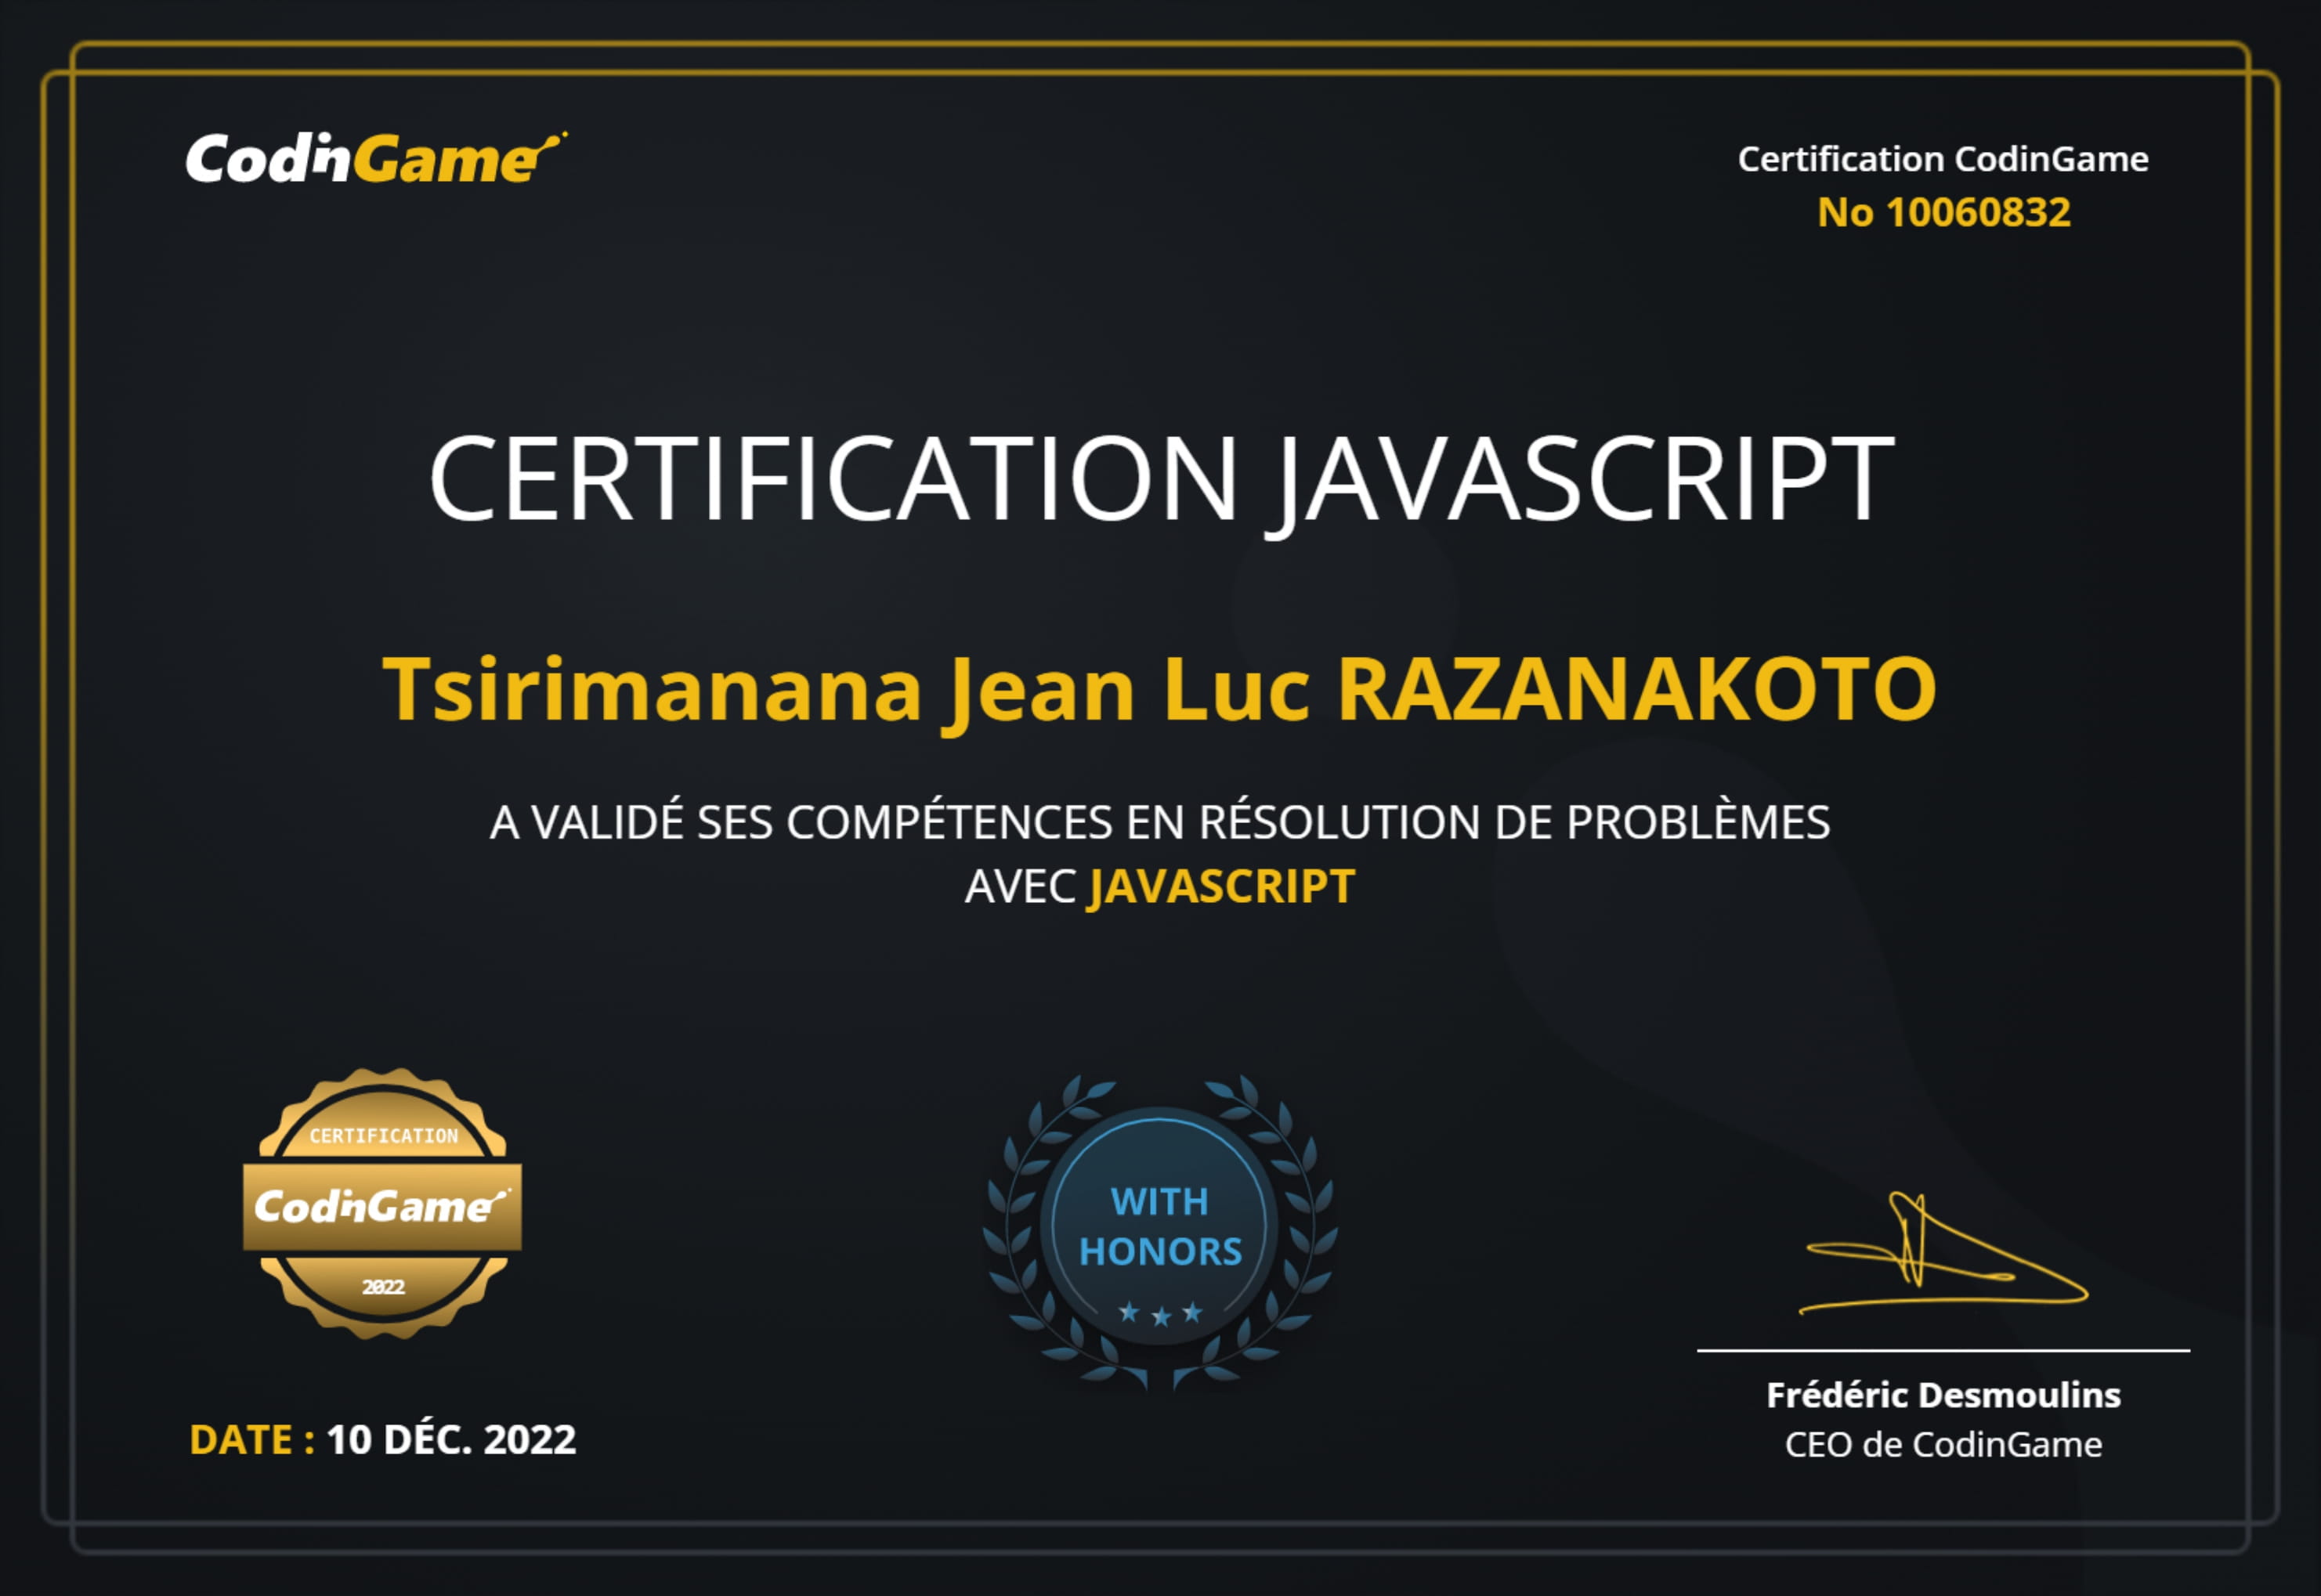 CodinGame
Certification CodinGame
No 10060832
CERTIFICATION JAVASCRIPT
Tsirimanana Jean Luc RAZANAKOTO
A VALIDÉ SES COMPÉTENCES EN RÉSOLUTION DE PROBLÈMES
AVEC JAVASCRIPT
CERTIFICATION
CodinGame
2022
WITH
HONORS
DATE : 10 DÉC. 2022
Frédéric Desmoulins
CEO de CodinGame